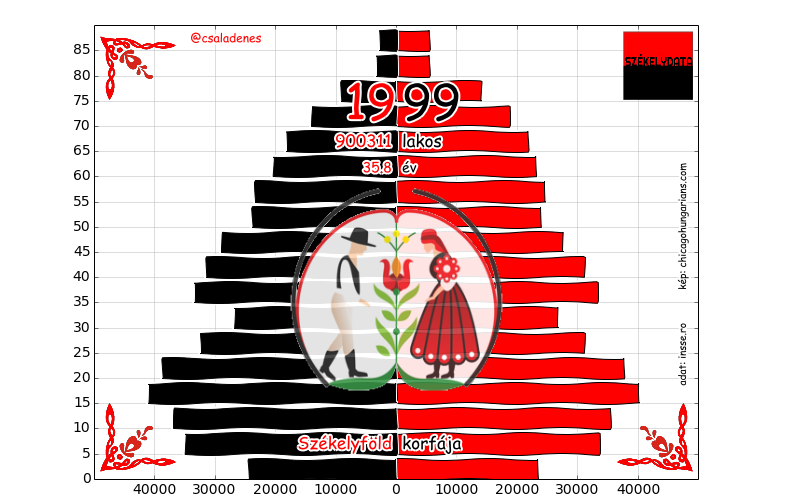 @csaladenes
SZÉKELYDATA
1999
900311 lakos
35.8 év
kép: chicagohungarians.com
adat: insse.ro
Székelyföld korfája
85
80
75
70
65
60
55
50
45
40
35
30
25
20
15
10
5
0
40000 30000 20000 10000 0 10000 20000 30000 40000